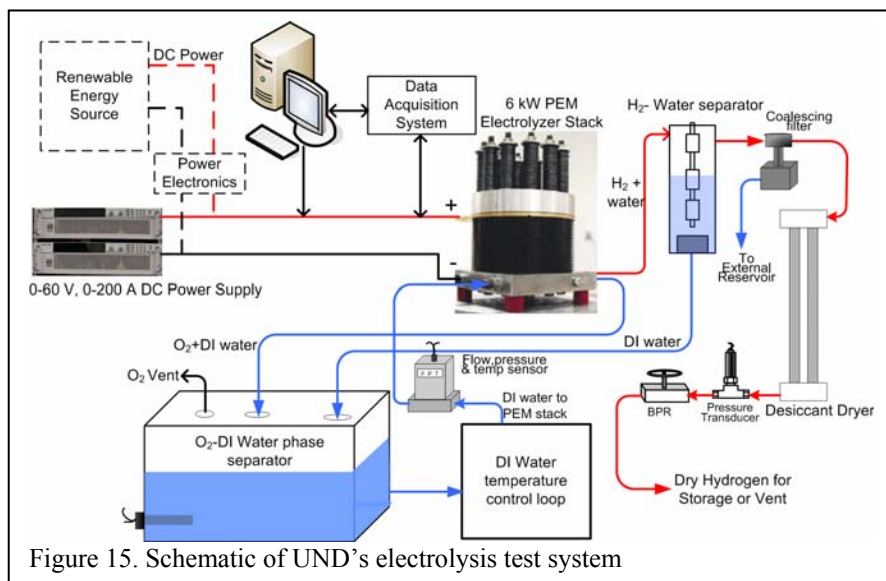 DC Power
Renewable
Energy
Source
Power
Electronics
Data
Acquisition
System
6 kW PEM
Electrolyzer Stack
H2- Water separator
Coalescing
filter
H2 +
water
+
-
To
External
Reservoir
0-60 V, 0-200 A DC Power Supply
O2+DI water
DI water
Flow,pressure
& temp sensor
F P T
O2 Vent
DI water to
PEM stack
BPR
Pressure
Transducer
Desiccant Dryer
O2-DI Water phase
separator
DI Water
temperature
control loop
Dry Hydrogen for
Storage or Vent
Figure 15. Schematic of UND's electrolysis test system